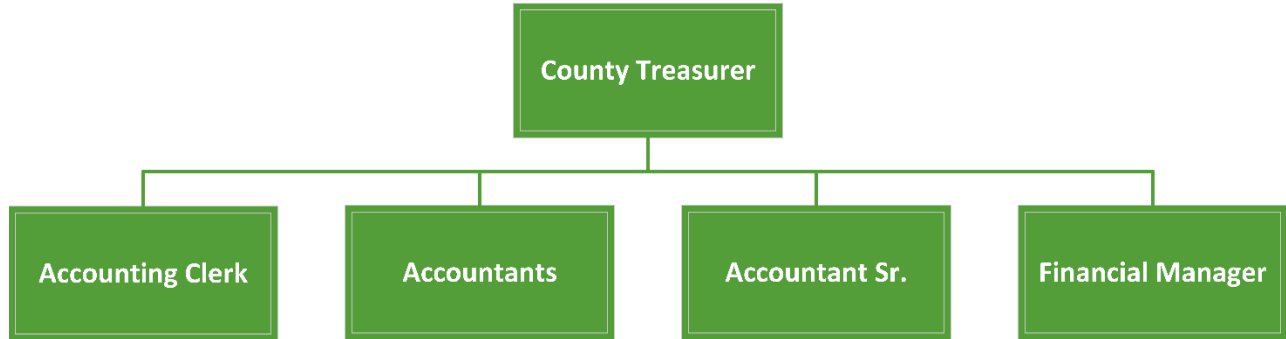 County Treasurer
Accounting Clerk
Accountants
Accountant Sr.
Financial Manager